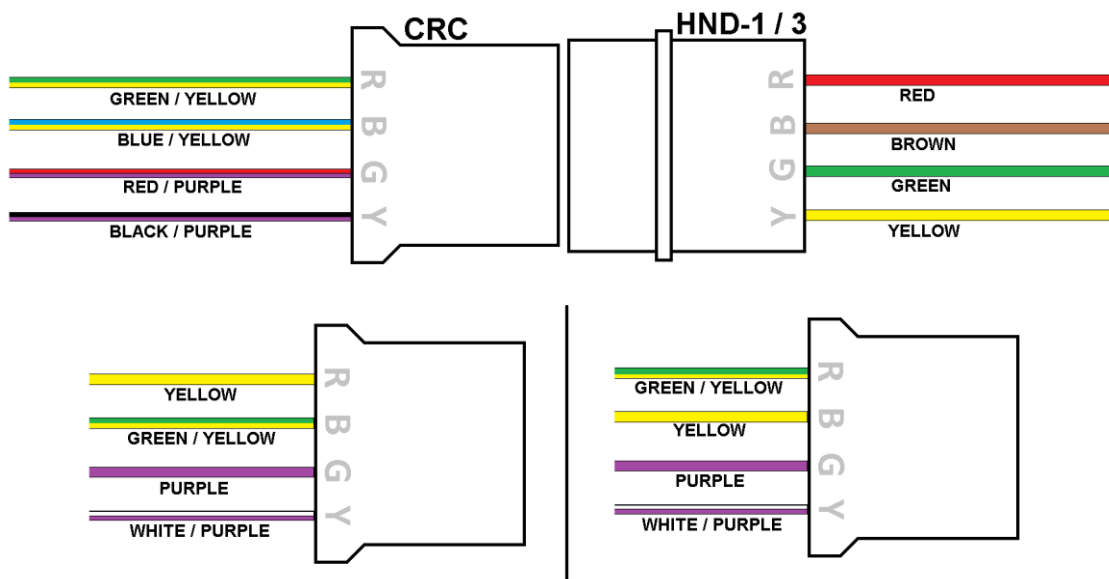 CRC
HND-1 / 3
R
GREEN / YELLOW
B
BLUE / YELLOW
G
RED / PURPLE
Y
BLACK / PURPLE
R
RED
B
BROWN
G
GREEN
Y
YELLOW
R
YELLOW
B
GREEN / YELLOW
G
PURPLE
Y
WHITE / PURPLE
R
GREEN / YELLOW
B
YELLOW
G
PURPLE
Y
WHITE / PURPLE